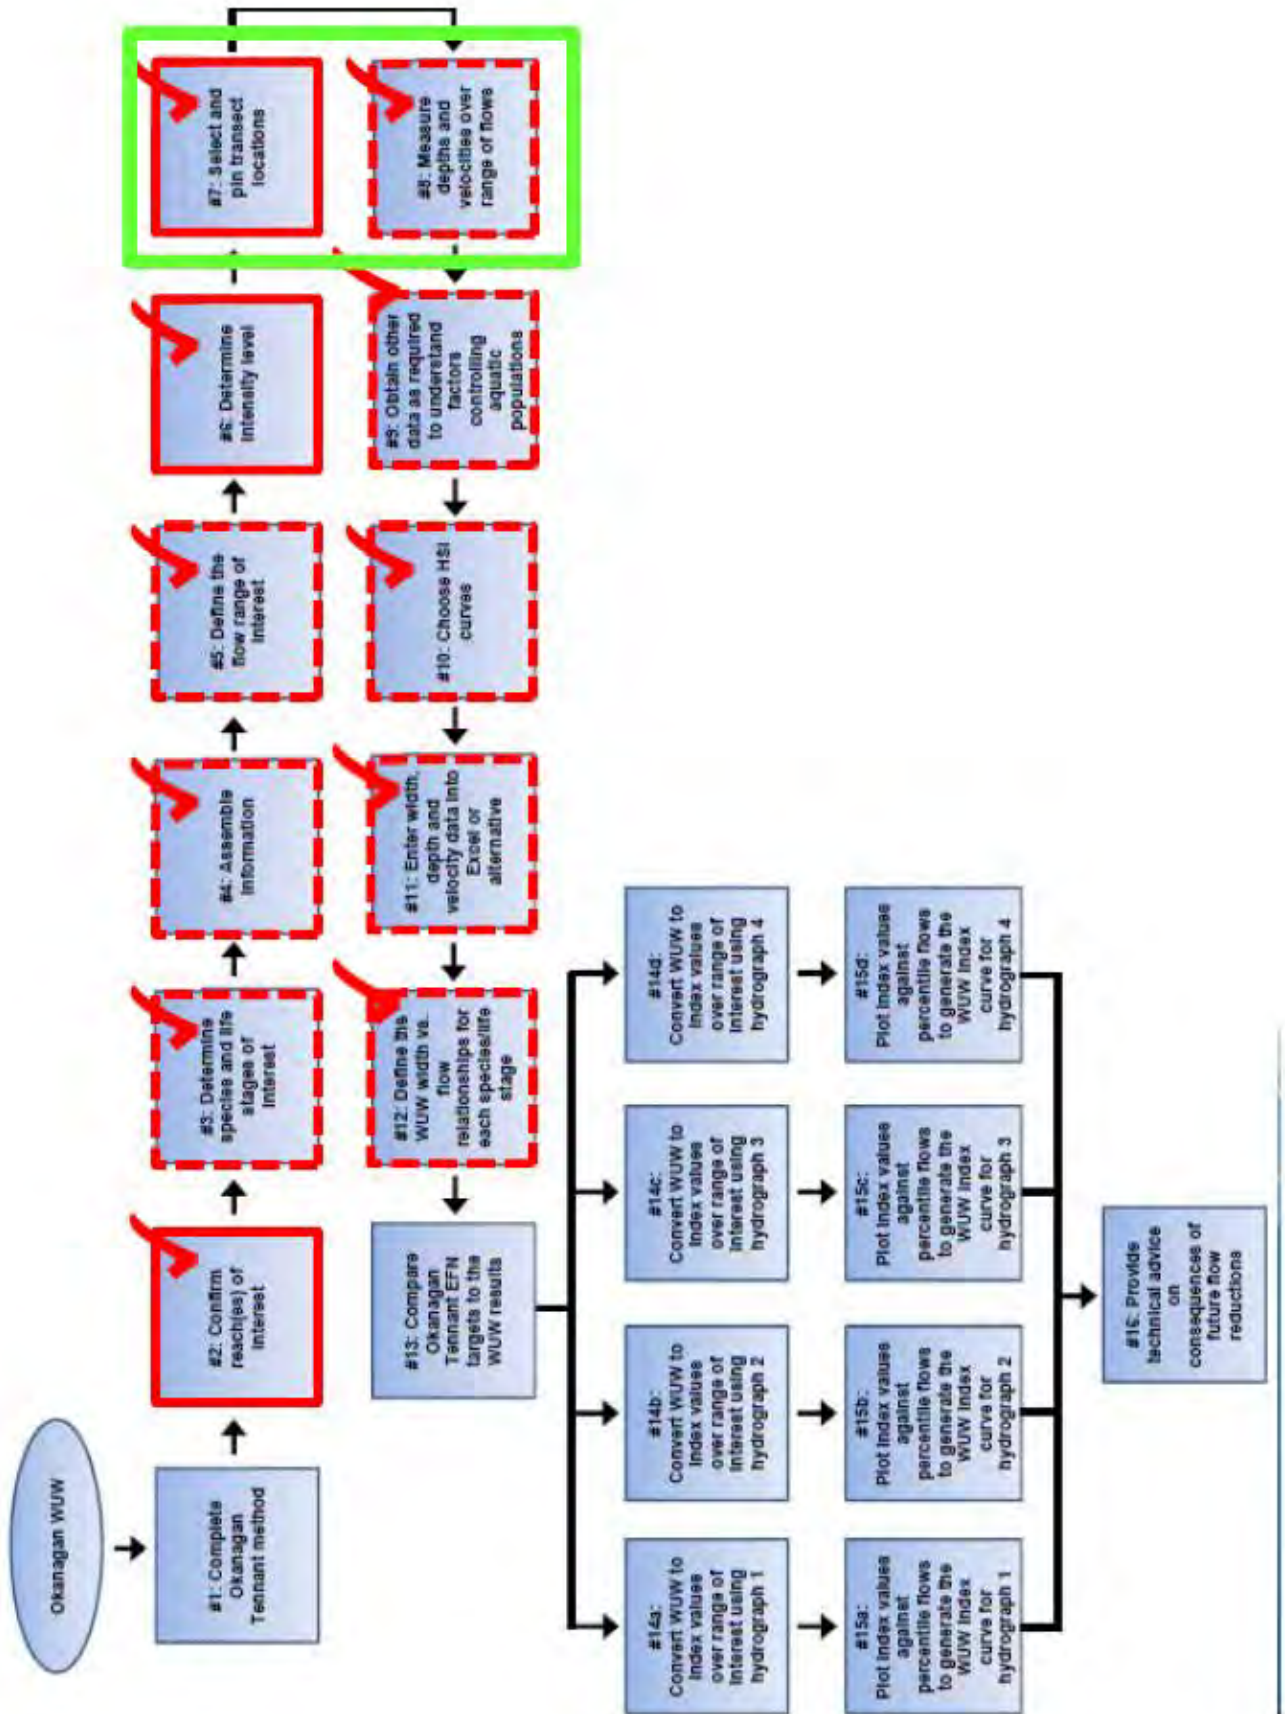 Okanagan WUW
#1: Complete
Okanagan
Tennant method
#2: Confirm
reach(es) of
Interest
#3: Determine
species and life
stages of
Interest
#4: Assemble
Information
#5: Define the
flow range of
Interest
#6: Determine
Intensity level
#7: Select and
pin transect
locations
#8: Measure
depths and
velocities over
range of flows
#9: Obtain other
data as required
to understand
factors
controlling
aquatic
populations
#10: Choose HSI
curves
#11: Enter width,
depth and
velocity data into
Excel or
alternative
#12: Define the
WUW width vs.
flow
relationships for
each species/life
stage
#13: Compare
Okanagan
Tennant EFN
targets to the
WUW results
#14a:
Convert WUW to
Index values
over range of
Interest using
hydrograph 1
#14b:
Convert WUW to
Index values
over range of
Interest using
hydrograph 2
#14c:
Convert WUW to
Index values
over range of
Interest using
hydrograph 3
#14d:
Convert WUW to
Index values
over range of
Interest using
hydrograph 4
#15a:
Plot Index values
against
percentile flows
to generate the
WUW Index
curve for
hydrograph 1
#15b:
Plot Index values
against
percentile flows
to generate the
WUW Index
curve for
hydrograph 2
#15c:
Plot Index values
against
percentile flows
to generate the
WUW Index
curve for
hydrograph 3
#15d:
Plot Index values
against
percentile flows
to generate the
WUW Index
curve for
hydrograph 4
#16: Provide
technical advice
on
consequences of
future flow
reductions